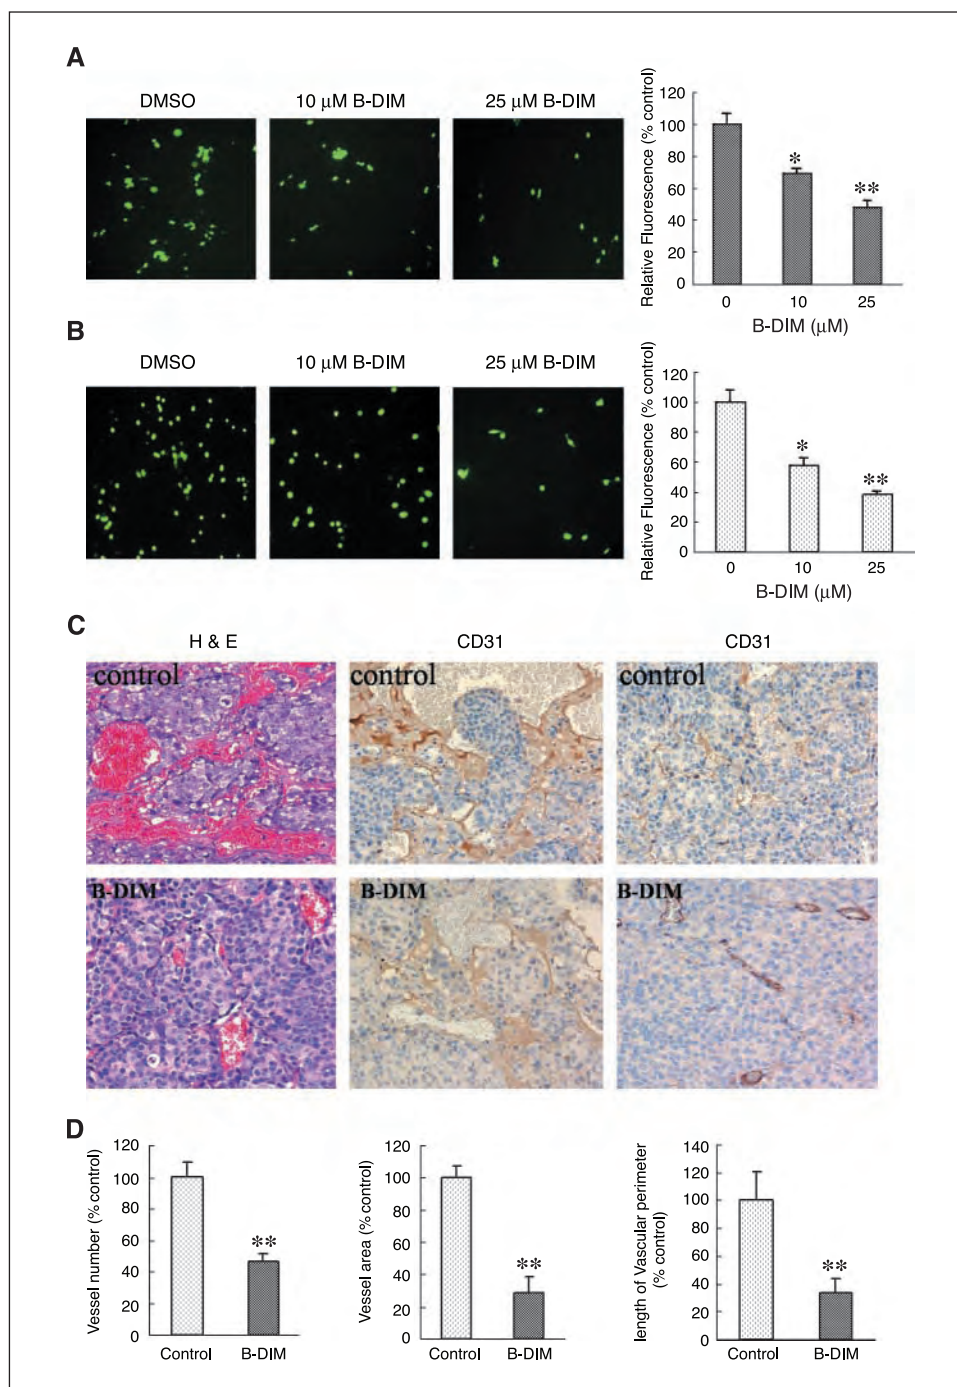 A
DMSO
10 μM B-DIM
25 μM B-DIM
Relative Fluorescence (% control)
120
100
80
60
40
20
0
0
10
25
B-DIM (μM)
*
**
B
DMSO
10 μM B-DIM
25 μM B-DIM
Relative Fluorescence (% control)
120
100
80
60
40
20
0
0
10
25
B-DIM (μM)
*
**
C
H & E
CD31
CD31
control
control
control
B-DIM
B-DIM
B-DIM
D
Vessel number (% control)
120
100
80
60
40
20
0
**
Control
B-DIM
Vessel area (% control)
120
100
80
60
40
20
0
**
Control
B-DIM
length of Vascular perimeter
(% control)
140
120
100
80
60
40
20
0
**
Control
B-DIM